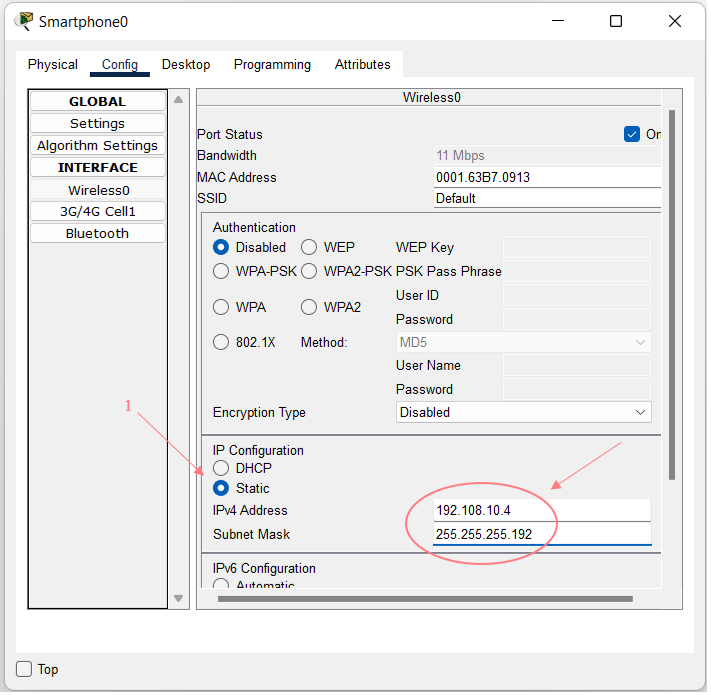 Smartphone0
Physical Config Desktop Programming Attributes
GLOBAL
Settings
Algorithm Settings
INTERFACE
Wireless0
3G/4G Cell1
Bluetooth
Wireless0
Port Status On
Bandwidth 11 Mbps
MAC Address 0001.63B7.0913
SSID Default
Authentication
Disabled WEP WEP Key
WPA-PSK WPA2-PSK PSK Pass Phrase
User ID
WPA WPA2
Password
802.1X Method: MD5
User Name
Password
Encryption Type Disabled
1
IP Configuration
DHCP
Static
IPv4 Address 192.108.10.4
Subnet Mask 255.255.255.192
IPv6 Configuration
Automatic
Top